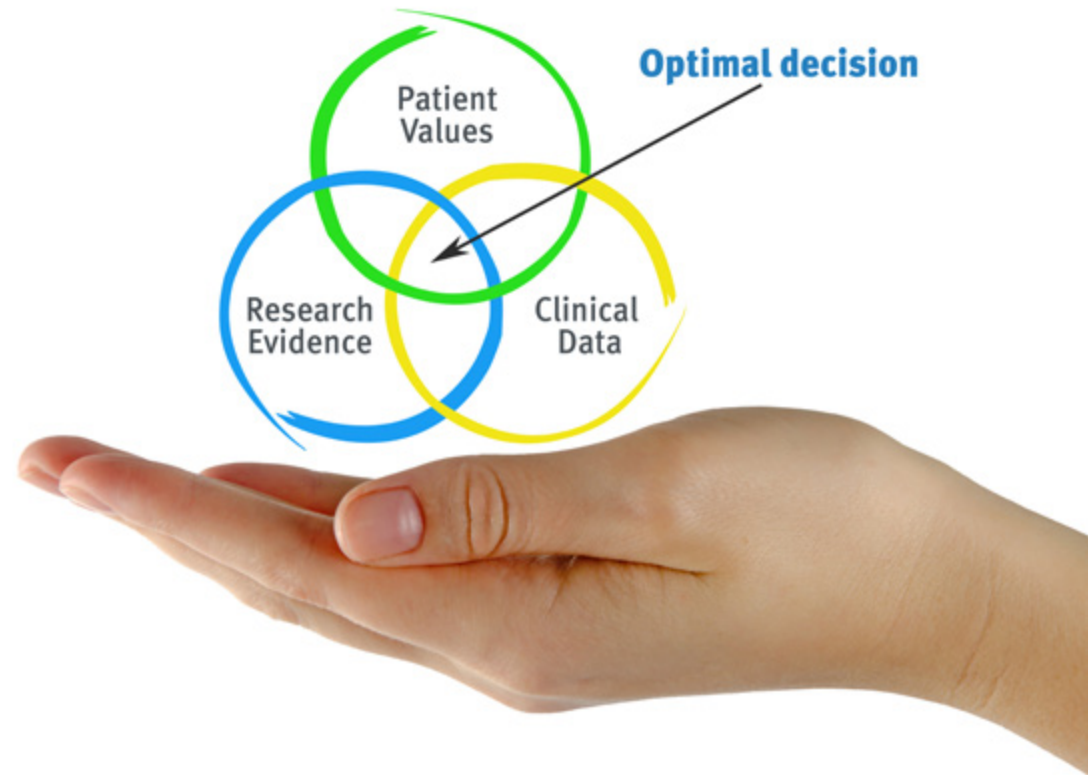 Optimal decision
Patient
Values
Research
Evidence
Clinical
Data